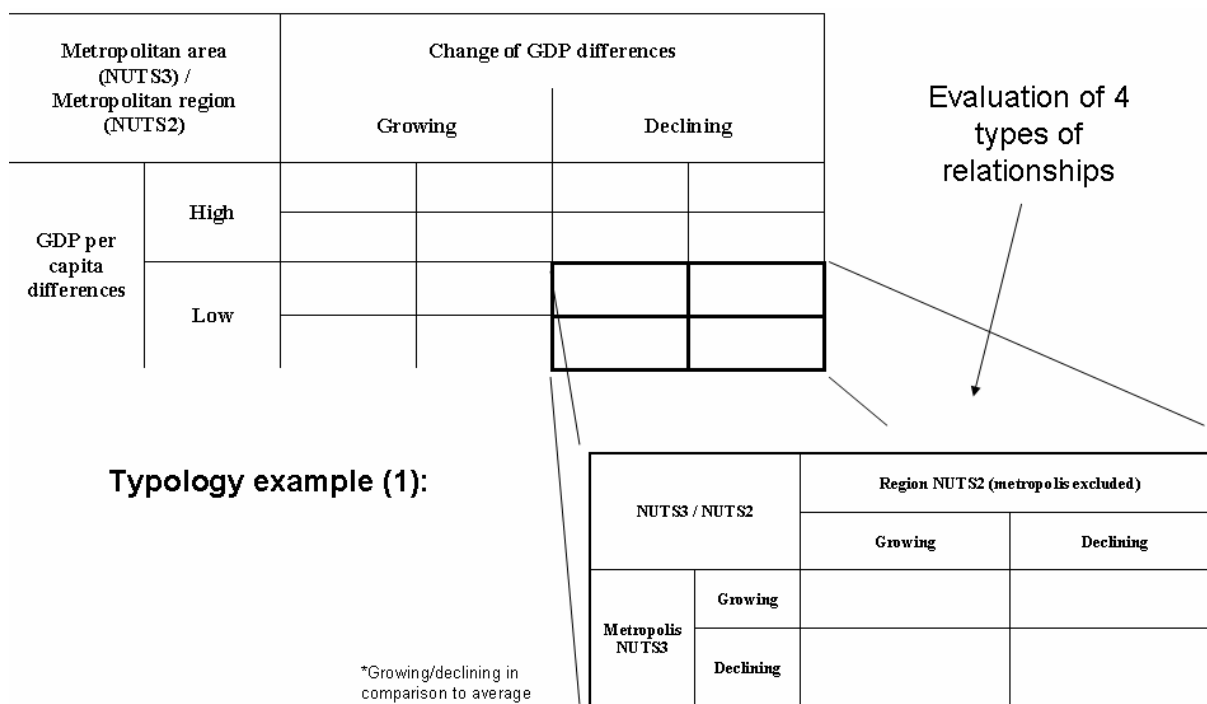 Metropolitan area
(NUTS3) /
Metropolitan region
(NUTS2)
Change of GDP differences
Growing
Declining
GDP per
capita
differences
High
Low
Evaluation of 4
types of
relationships
Typology example (1):
NUTS3 / NUTS2
Region NUTS2 (metropolis excluded)
Growing
Declining
Metropolis
NUTS3
Growing
Declining
*Growing/declining in
comparison to average